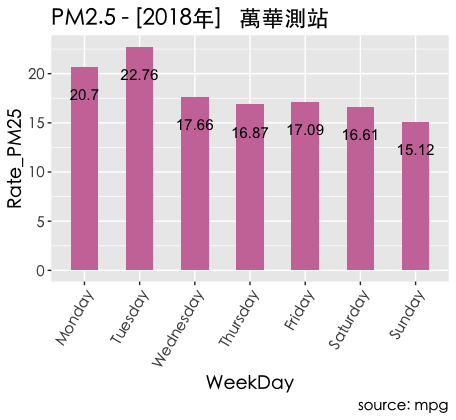 PM2.5 - [2018年] 萬華測站
Rate_PM25
20
15
10
5
0
20.7
22.76
17.66
16.87
17.09
16.61
15.12
Monday
Tuesday
Wednesday
Thursday
Friday
Saturday
Sunday
WeekDay
source: mpg